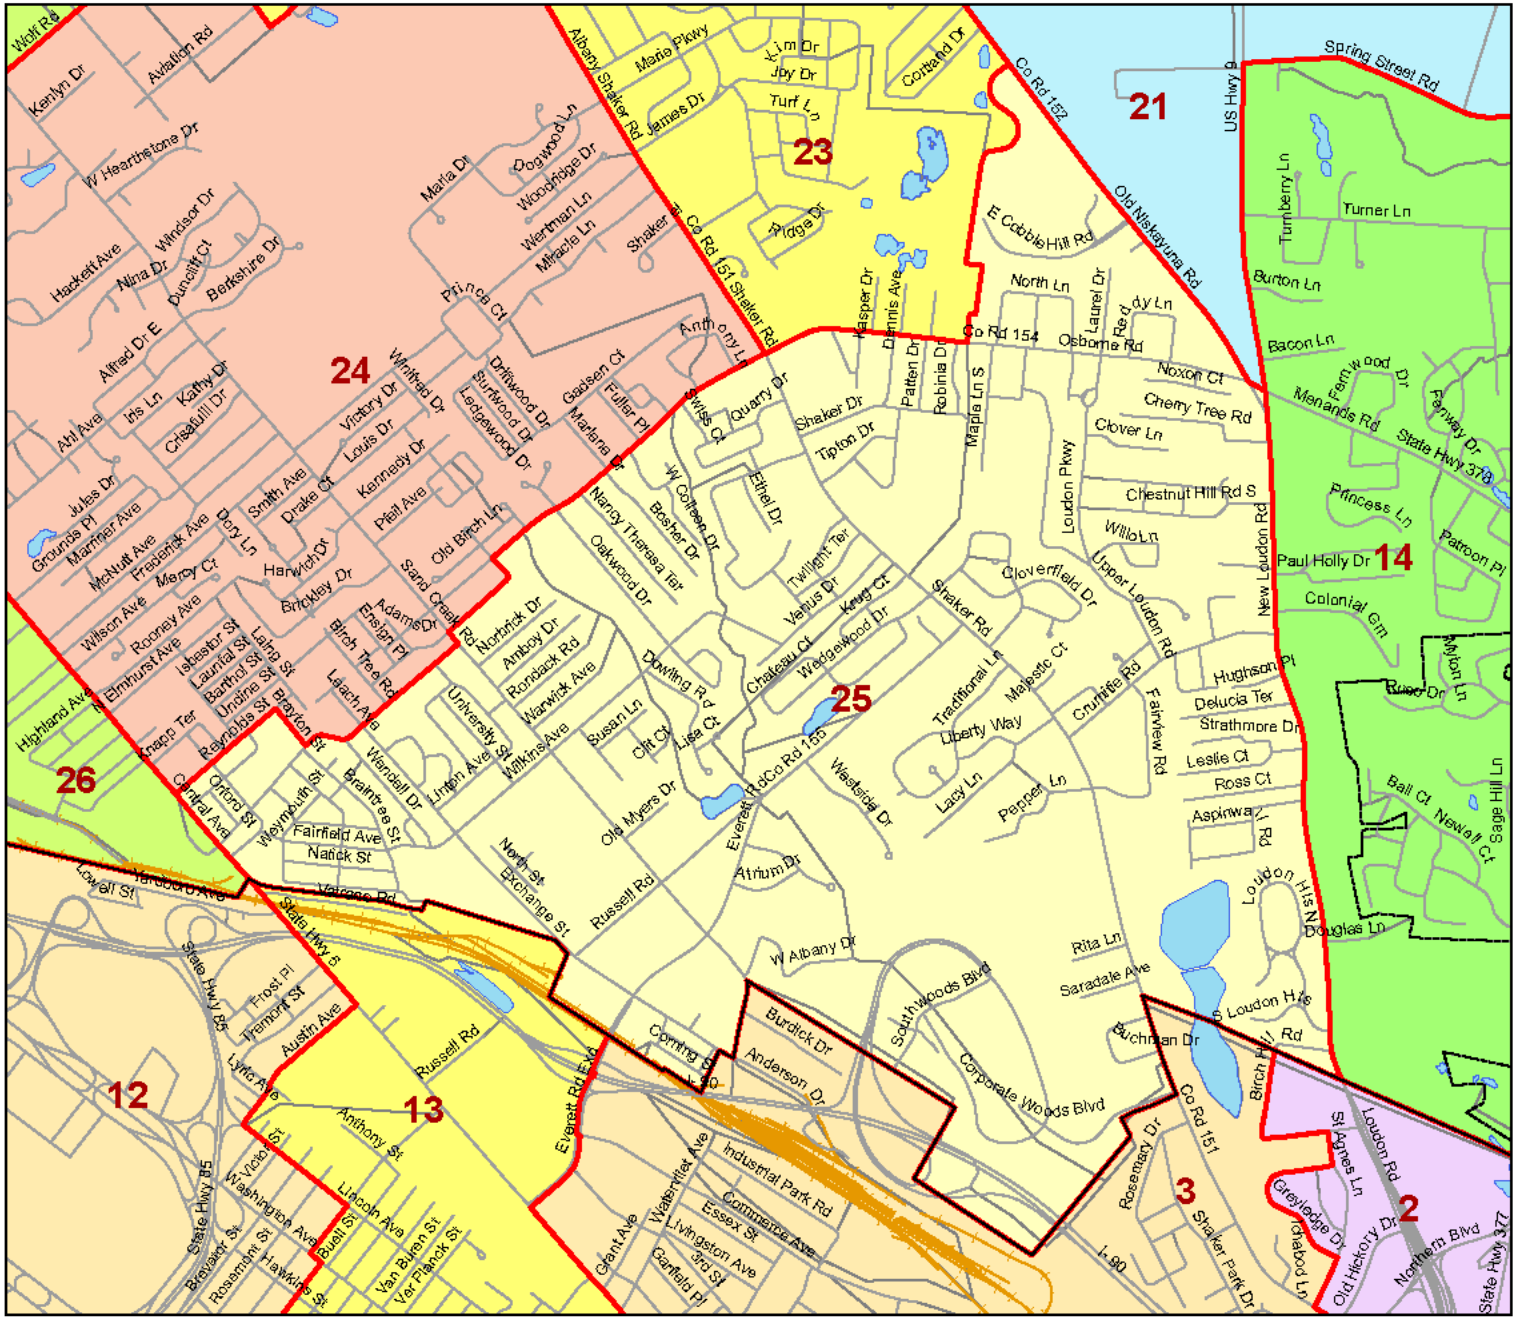 Wolf Rd
Aviation Rd
Kenlyn Dr
Albany Shaker Rd
Marie Pkwy
Kim Dr
Joy Dr
Cortland Dr
Co Rd 152
21
US Hwy 9
Spring Street Rd
W Hearthstone Dr
Maria Dr
Dogwood Ln
Woodridge Dr
James Dr
Turf Ln
23
Wertman Ln
Miracle Ln
Shaker
Co Rd 151
Shaker Rd
Ridge Dr
E Cobble Hill Rd
Old Niskayuna Rd
Turnberry Ln
Turner Ln
Windsor Dr
Hackett Ave
Nina Dr
Duncliff Ct
Berkshire Dr
Prince Ct
Anthony Ln
Kasper Dr
Dennis Ave
Patten Dr
Robinia Dr
North Ln
Laurel Dr
Reddy Ln
Burton Ln
Alfred Dr E
24
Co Rd 154
Osborne Rd
Bacon Ln
Iris Ln
Kathy Dr
Crisafulli Dr
Ahl Ave
Winifred Dr
Victory Dr
Louis Dr
Driftwood Dr
Surfwood Dr
Ledgewood Dr
Gadsen Ct
Fuller Pl
Marlana Dr
Swiss Ct
Quarry Dr
Shaker Dr
Tipton Dr
Maple Ln S
Noxon Ct
Cherry Tree Rd
Clover Ln
Fernwood Dr
Fenway Dr
Menands Rd
State Hwy 378
Jules Dr
Grounds Pl
Marriner Ave
McNutt Ave
Frederick Ave
Mercy Ct
Dory Ln
Smith Ave
Drake Ct
Kennedy Dr
Pfeil Ave
Old Birch Ln
Harwich Dr
Brickley Dr
Nancy Theresa Ter
Bosher Dr
W Colleen Dr
Ethel Dr
Oakwood Dr
Twilight Ter
Venus Dr
Krug Ct
Loudon Pkwy
Chestnut Hill Rd S
Willo Ln
New Loudon Rd
Princess Ln
Paul Holly Dr
14
Patroon Pl
Colonial Grn
Wilson Ave
Rooney Ave
Elmhurst Ave
Isbester St
Launfal St
Barthof St
Undine St
Reynolds St
Laing St
Brayton St
Knapp Ter
Birch Tree Rd
Ensign Pl
Adams Dr
Sand Creek Rd
Leach Ave
Norbrick Dr
Amboy Dr
Rondack Rd
Warwick Ave
University St
Wilkins Ave
Linton Ave
Susan Ln
Clit Ct
Lisa Ct
Dowling Rd
Chateau Ct
Wedgewood Dr
25
Shaker Rd
Cloverfield Dr
Upper Loudon Rd
Traditional Ln
Majestic Ct
Liberty Way
Crumitie Rd
Fairview Rd
Hughson Pl
Delucia Ter
Strathmore Dr
Leslie Ct
Ross Ct
Aspinwall Rd
Mylon Ln
Russo Dr
Highland Ave
N
26
Central Ave
Orford St
Weymouth St
Braintree St
Wendell Dr
Fairfield Ave
Natick St
Vatrano Rd
Old Myers Dr
Everett Rd
Co Rd 155
Westside Dr
Lacy Ln
Pepper Ln
Ball Ct
Newell Ct
Sage Hill Ln
Lowell St
Yardboro Ave
State Hwy 5
North St
Exchange St
Russell Rd
Atrium Dr
W Albany Dr
Loudon Hts N
Douglas Ln
Rita Ln
Saradale Ave
Southwoods Blvd
S Loudon Hts
Rd
State Hwy 85
Frost Pl
Tremont St
Austin Ave
Lyric Ave
12
Russell Rd
13
Anthony St
Everett Rd Exd
Corning St
I-90
Burdick Dr
Anderson Dr
Corporate Woods Blvd
Buchman Dr
Birch Hill
Co Rd 151
Rosemary Dr
3
Shaker Park Dr
St Agnes Ln
Loudon Rd
Greyledge Dr
Ichabod Ln
Old Hickory Dr
2
Northern Blvd
State Hwy 377
State Hwy 85
Victor St
Washington Ave
Brevator St
Rosemont St
Hawkins St
Buell St
Lincoln Ave
Van Buren St
Ver Planck St
Grant Ave
Watervliet Ave
Industrial Park Rd
Commerce Ave
Essex St
Livingston Ave
3rd St
Garfield Pl
I-90